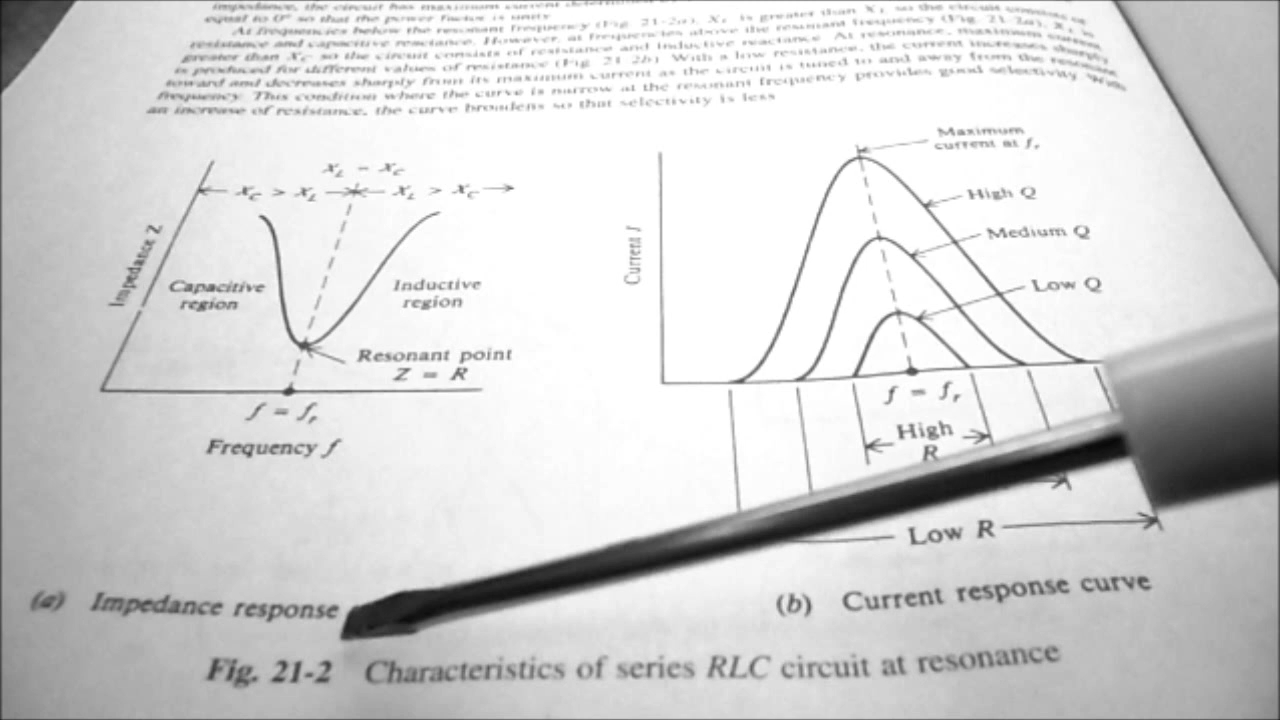 impedance, the circuit has maximum current determined
equal to 0° so that the power factor is unity
At frequencies below the resonant frequency (Fig. 21-2a), X_C is greater than X_L so the circuit consists of
resistance and capacitive reactance. However, at frequencies above the resonant frequency (Fig. 21-2a), X_L is
greater than X_C so the circuit consists of resistance and inductive reactance. At resonance, maximum current
is produced for different values of resistance (Fig. 21-2b). With a low resistance, the current increases sharply
toward and decreases sharply from its maximum current as the circuit is tuned to and away from the resonant
frequency. This condition where the curve is narrow at the resonant frequency provides good selectivity. With
an increase of resistance, the curve broadens so that selectivity is less
X_L = X_C
X_C > X_L
X_L > X_C
Impedance Z
Capacitive
region
Inductive
region
Resonant point
Z = R
f = f_r
Frequency f
(a) Impedance response
Maximum
current at f_r
High Q
Medium Q
Low Q
Current I
f = f_r
High
R
Low R
(b) Current response curve
Fig. 21-2 Characteristics of series RLC circuit at resonance